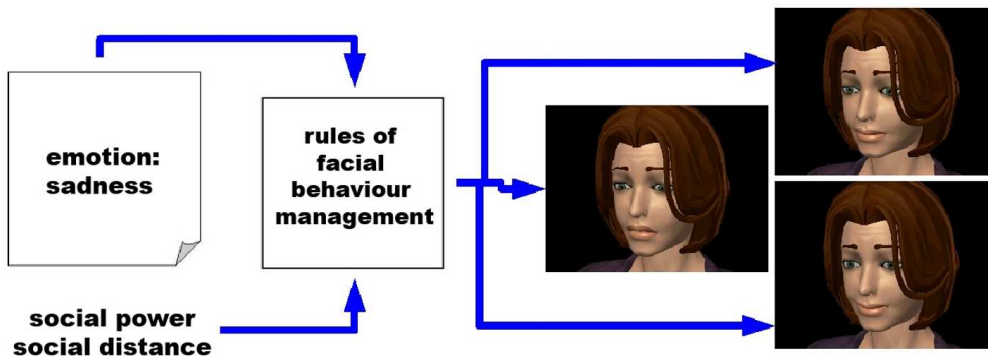 emotion:
sadness
rules of
facial
behaviour
management
social power
social distance